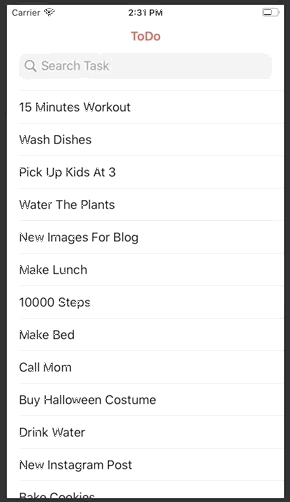 Carrier 2:31 PM
ToDo
Search Task
15 Minutes Workout
Wash Dishes
Pick Up Kids At 3
Water The Plants
New Images For Blog
Make Lunch
10000 Steps
Make Bed
Call Mom
Buy Halloween Costume
Drink Water
New Instagram Post
Bake Cookies